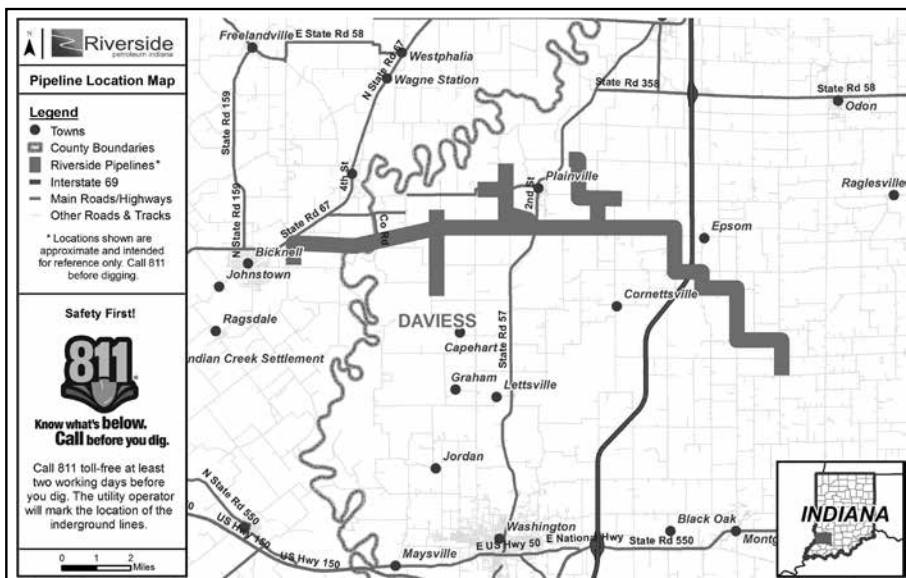 N
Riverside
petroleum indiana
Pipeline Location Map
Legend
Towns
County Boundaries
Riverside Pipelines*
Interstate 69
Main Roads/Highways
Other Roads & Tracks
* Locations shown are
approximate and intended
for reference only. Call 811
before digging.
Safety First!
811
Know what's below.
Call before you dig.
Call 811 toll-free at least
two working days before
you dig. The utility operator
will mark the location of the
inderground lines.
0 1 2
Miles
Freelandville
E State Rd 58
N State Rd 67
Westphalia
Wagne Station
State Rd 159
State Rd 358
State Rd 58
Odon
4th St
2nd St
Plainville
Raglesville
N State Rd 159
State Rd 67
Co Rd
Epsom
Bicknell
Johnstown
Cornettsville
Ragsdale
DAVIESS
State Rd 57
Capehart
ndian Creek Settlement
Graham
Lettsville
Jordan
N State Rd 550
US Hwy 150
US Hwy 150
Maysville
Washington
E US Hwy 50
E National Hwy
Black Oak
State Rd 550
Montg
INDIANA